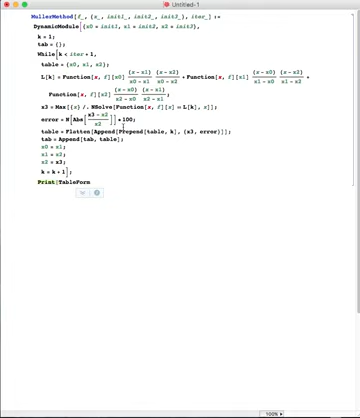 Untitled-1
MullerMethod[f_, {x_, init1_, init2_, init3_}, iter_] :=
DynamicModule[{x0 = init1, x1 = init2, x2 = init3},
k = 1;
tab = {};
While[k < iter + 1,
table = {x0, x1, x2};
L[k] = Function[x, f][x0] (x - x1)/(x0 - x1) (x - x2)/(x0 - x2) + Function[x, f][x1] (x - x0)/(x1 - x0) (x - x2)/(x1 - x2) +
Function[x, f][x2] (x - x0)/(x2 - x0) (x - x1)/(x2 - x1);
x3 = Max[{x} /. NSolve[Function[x, f][x] == L[k], x]];
error = N[Abs[(x3 - x2)/x2]] * 100;
table = Flatten[Append[Prepend[table, k], {x3, error}]];
tab = Append[tab, table];
x0 = x1;
x1 = x2;
x2 = x3;
k = k + 1];
Print[TableForm
100%